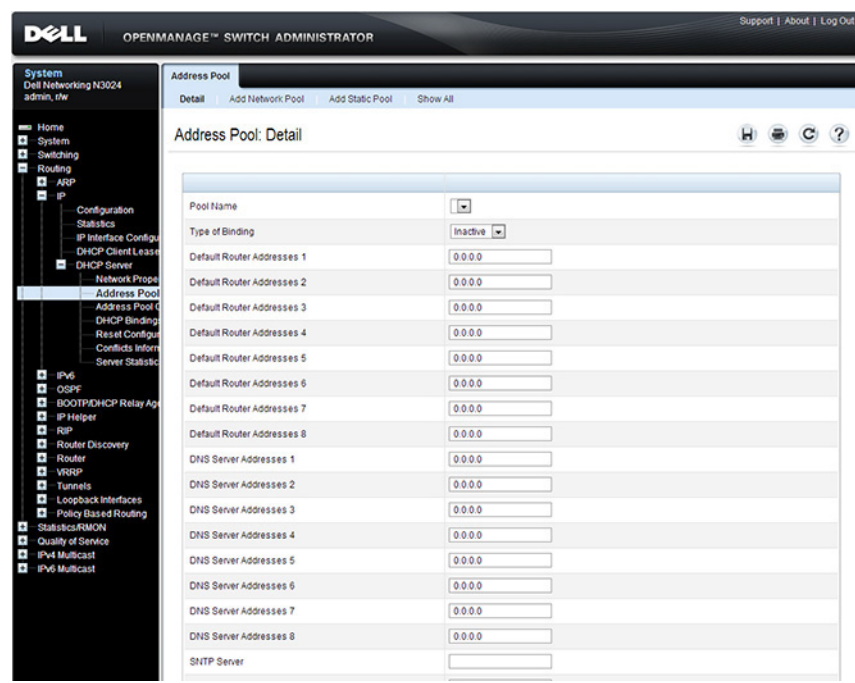 Support | About | Log Out
DELL OPENMANAGE™ SWITCH ADMINISTRATOR
System
Dell Networking N3024
admin, r/w
Home
System
Switching
Routing
ARP
IP
Configuration
Statistics
IP Interface Configu
DHCP Client Lease
DHCP Server
Network Prope
Address Pool
Address Pool C
DHCP Binding
Reset Configur
Conflicts Inform
Server Statistic
IPv6
OSPF
BOOTP/DHCP Relay Age
IP Helper
RIP
Router Discovery
Router
VRRP
Tunnels
Loopback Interfaces
Policy Based Routing
Statistics/RMON
Quality of Service
IPv4 Multicast
IPv6 Multicast
Address Pool
Detail Add Network Pool Add Static Pool Show All
Address Pool: Detail
Pool Name
Type of Binding Inactive
Default Router Addresses 1 0.0.0.0
Default Router Addresses 2 0.0.0.0
Default Router Addresses 3 0.0.0.0
Default Router Addresses 4 0.0.0.0
Default Router Addresses 5 0.0.0.0
Default Router Addresses 6 0.0.0.0
Default Router Addresses 7 0.0.0.0
Default Router Addresses 8 0.0.0.0
DNS Server Addresses 1 0.0.0.0
DNS Server Addresses 2 0.0.0.0
DNS Server Addresses 3 0.0.0.0
DNS Server Addresses 4 0.0.0.0
DNS Server Addresses 5 0.0.0.0
DNS Server Addresses 6 0.0.0.0
DNS Server Addresses 7 0.0.0.0
DNS Server Addresses 8 0.0.0.0
SNTP Server